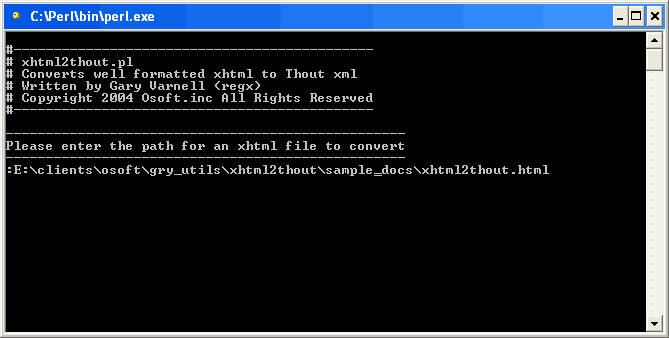 C:\Perl\bin\perl.exe
#---------------------------------------------
# xhtml2thout.pl
# Converts well formatted xhtml to Thout xml
# Written by Gary Varnell (regx)
# Copyright 2004 Osoft.inc All Rights Reserved
#---------------------------------------------
--------------------------------------------------
Please enter the path for an xhtml file to convert
--------------------------------------------------
:E:\clients\osoft\gry_utils\xhtml2thout\sample_docs\xhtml2thout.html